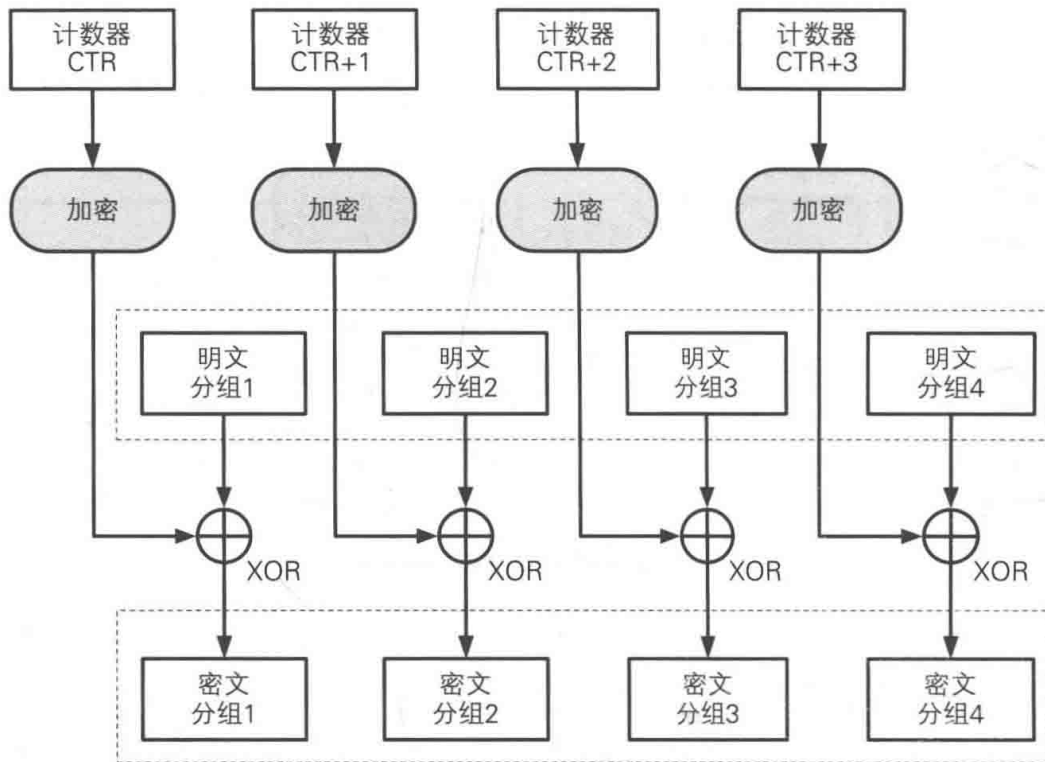 计数器
CTR
计数器
CTR+1
计数器
CTR+2
计数器
CTR+3
加密
加密
加密
加密
明文
分组1
明文
分组2
明文
分组3
明文
分组4
XOR
XOR
XOR
XOR
密文
分组1
密文
分组2
密文
分组3
密文
分组4